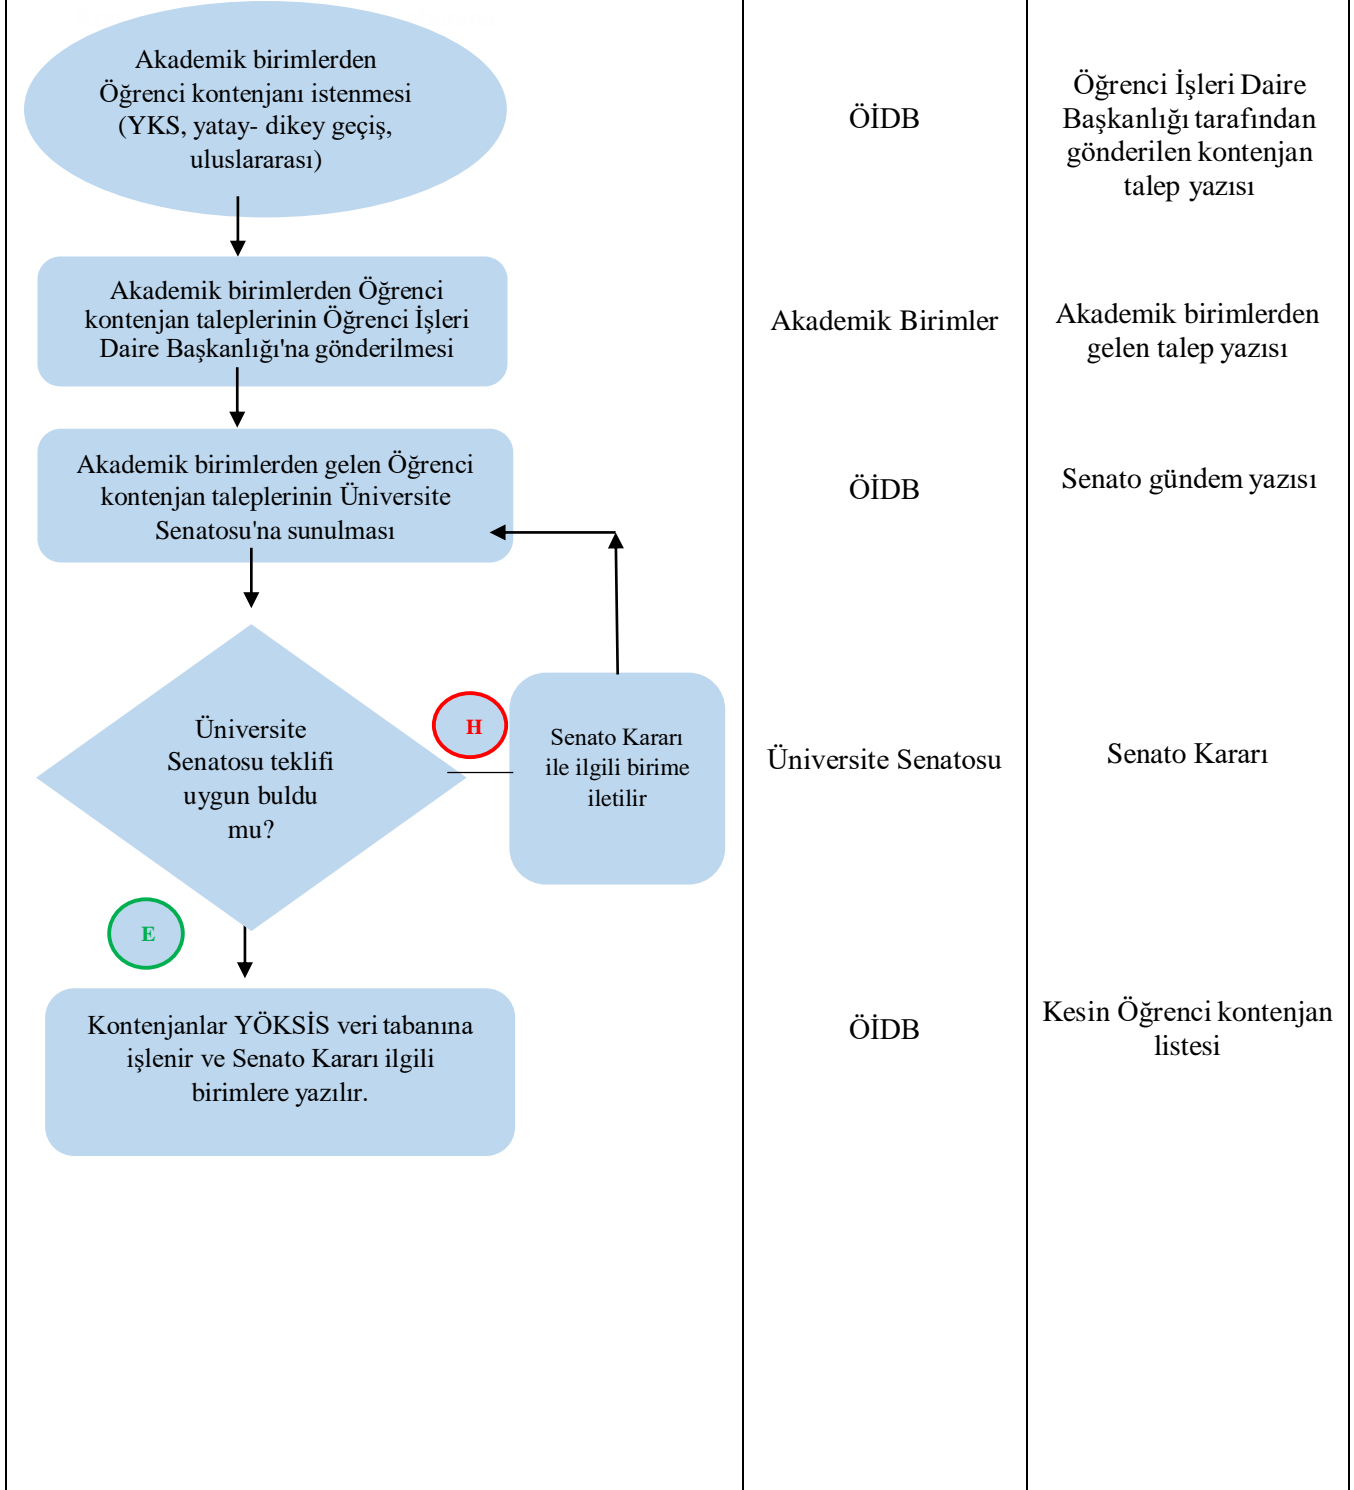 Akademik birimlerden
Öğrenci kontenjanı istenmesi
(YKS, yatay- dikey geçiş,
uluslararası)
ÖİDB
Öğrenci İşleri Daire
Başkanlığı tarafından
gönderilen kontenjan
talep yazısı
Akademik birimlerden Öğrenci
kontenjan taleplerinin Öğrenci İşleri
Daire Başkanlığı'na gönderilmesi
Akademik Birimler
Akademik birimlerden
gelen talep yazısı
Akademik birimlerden gelen Öğrenci
kontenjan taleplerinin Üniversite
Senatosu'na sunulması
ÖİDB
Senato gündem yazısı
Üniversite
Senatosu teklifi
uygun buldu
mu?
H
Senato Kararı
ile ilgili birime
iletilir
Üniversite Senatosu
Senato Kararı
E
Kontenjanlar YÖKSİS veri tabanına
işlenir ve Senato Kararı ilgili
birimlere yazılır.
ÖİDB
Kesin Öğrenci kontenjan
listesi